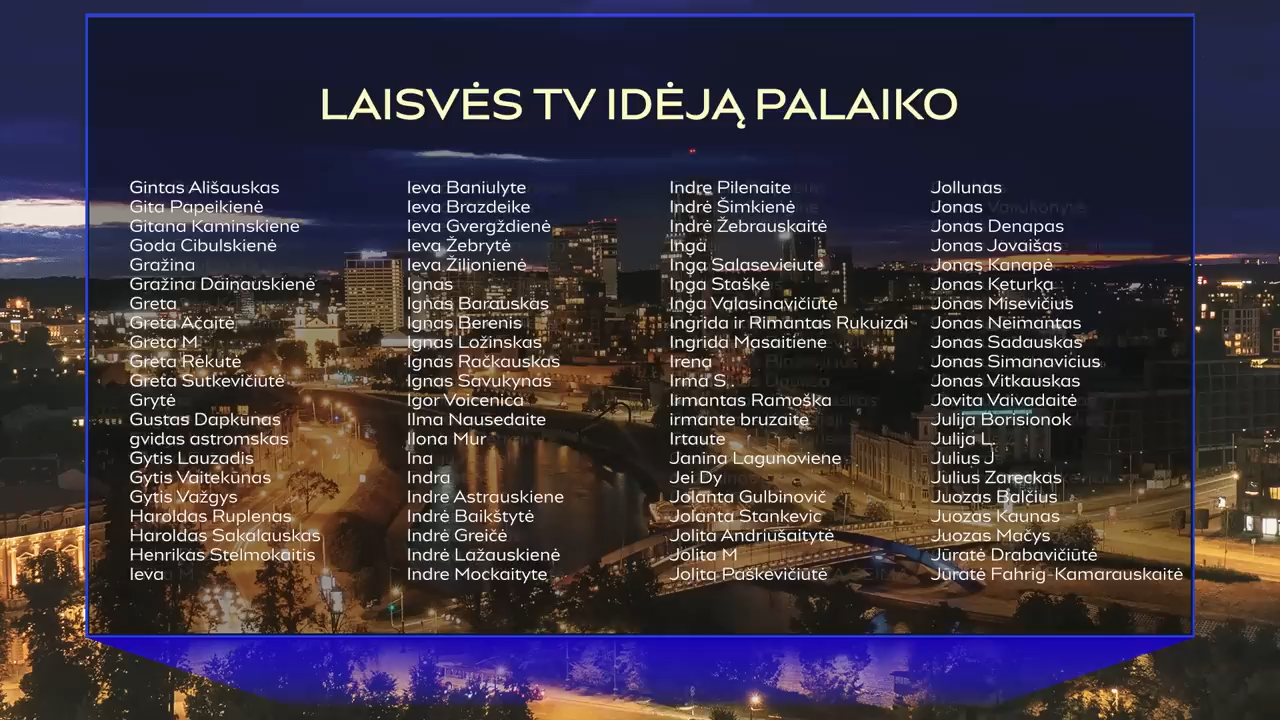 LAISVĖS TV IDĖJĄ PALAIKO
Gintas Ališauskas
Gita Papeikienė
Gitana Kaminskiene
Goda Cibulskienė
Gražina
Gražina Dainauskienė
Greta
Greta Ačaitė
Greta M
Greta Rėkutė
Greta Sutkevičiutė
Grytė
Gustas Dapkunas
gvidas astromskas
Gytis Lauzadis
Gytis Vaitekūnas
Gytis Važgys
Haroldas Ruplenas
Haroldas Sakalauskas
Henrikas Stelmokaitis
Ieva
Ieva Baniulyte
Ieva Brazdeike
Ieva Gvergždienė
Ieva Žebrytė
Ieva Žilionienė
Ignas
Ignas Barauskas
Ignas Berenis
Ignas Ložinskas
Ignas Račkauskas
Ignas Savukynas
Igor Voicenica
Ilma Nausedaite
Ilona Mur
Ina
Indra
Indre Astrauskiene
Indrė Baikštytė
Indrė Greičė
Indrė Lažauskienė
Indre Mockaityte
Indre Pilenaite
Indrė Šimkienė
Indrė Žebrauskaitė
Inga
Inga Salaseviciute
Inga Staškė
Inga Valasinavičiūtė
Ingrida ir Rimantas Rukuizai
Ingrida Masaitiene
Irena
Irma S .
Irmantas Ramoška
irmante bruzaite
Irtaute
Janina Lagunoviene
Jei Dy
Jolanta Gulbinovič
Jolanta Stankevic
Jolita Andriušaitytė
Jolita M
Jolita Paškevičiūtė
Jollunas
Jonas
Jonas Denapas
Jonas Jovaišas
Jonas Kanapė
Jonas Keturka
Jonas Misevičius
Jonas Neimantas
Jonas Sadauskas
Jonas Simanavicius
Jonas Vitkauskas
Jovita Vaivadaitė
Julija Borisionok
Julija L.
Julius J
Julius Zareckas
Juozas Balčius
Juozas Kaunas
Juozas Mačys
Jūratė Drabavičiūtė
Jūratė Fahrig-Kamarauskaitė